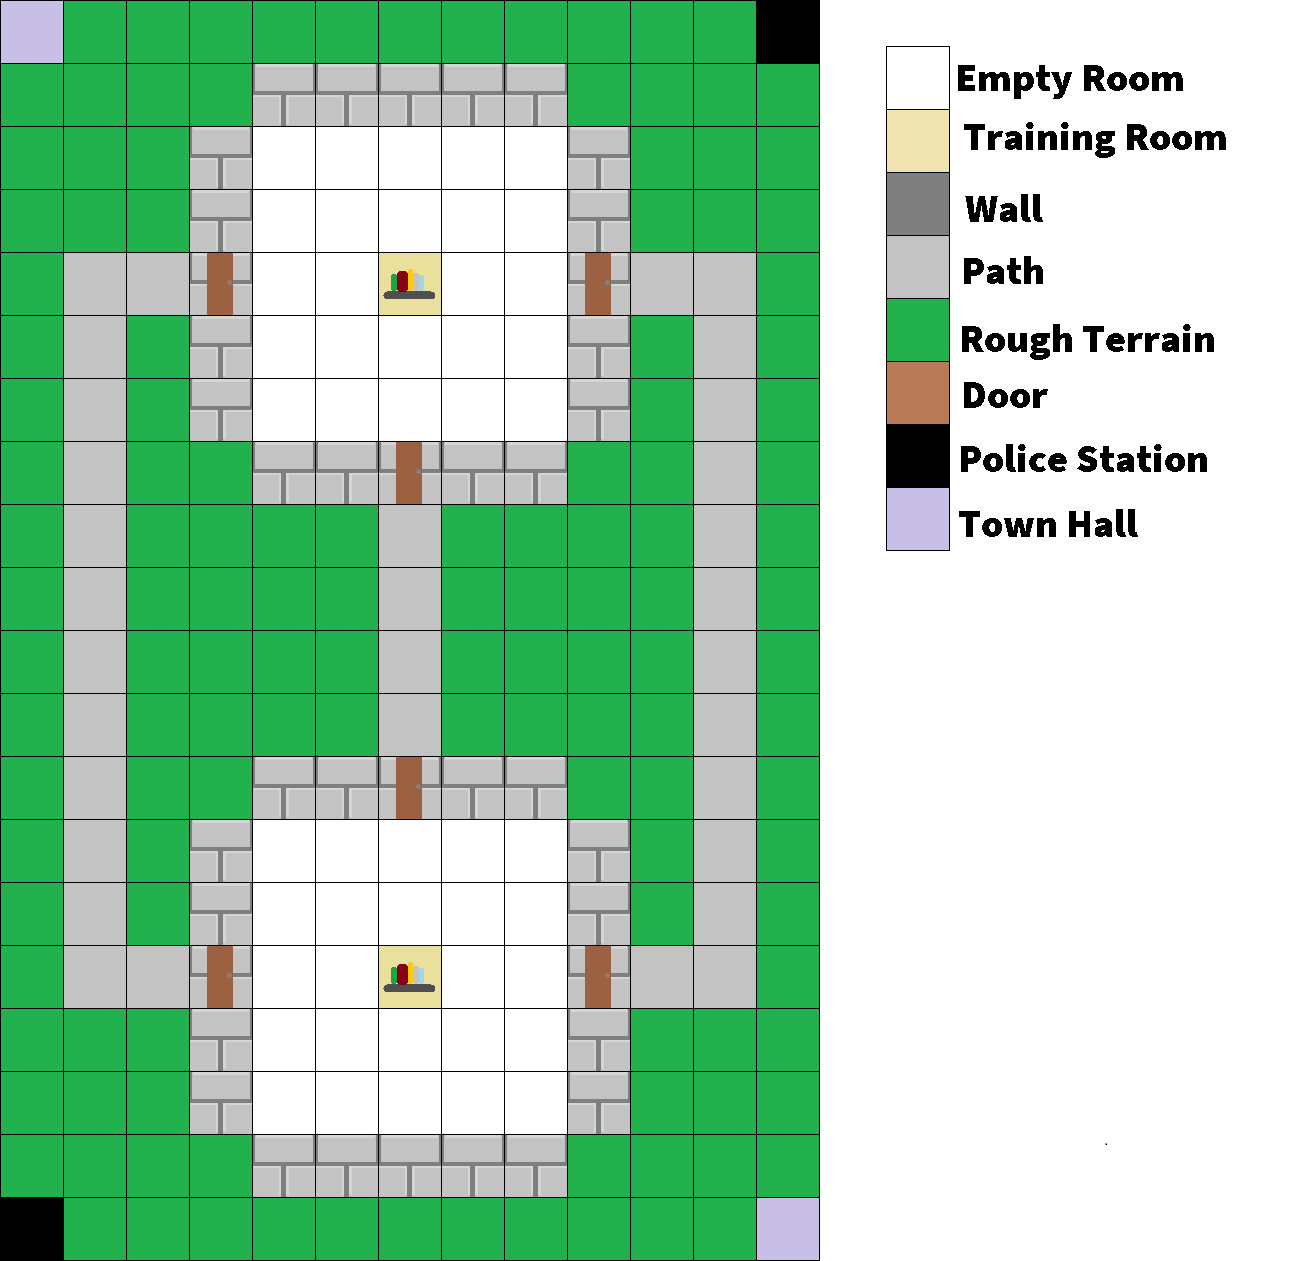 Empty Room
Training Room
Wall
Path
Rough Terrain
Door
Police Station
Town Hall